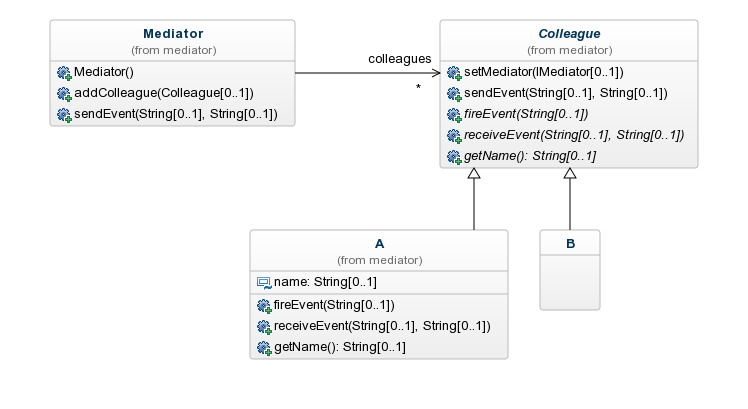 Mediator
(from mediator)
Mediator()
addColleague(Colleague[0..1])
sendEvent(String[0..1], String[0..1])
colleagues
*
Colleague
(from mediator)
setMediator(IMediator[0..1])
sendEvent(String[0..1], String[0..1])
fireEvent(String[0..1])
receiveEvent(String[0..1], String[0..1])
getName(): String[0..1]
A
(from mediator)
name: String[0..1]
fireEvent(String[0..1])
receiveEvent(String[0..1], String[0..1])
getName(): String[0..1]
B